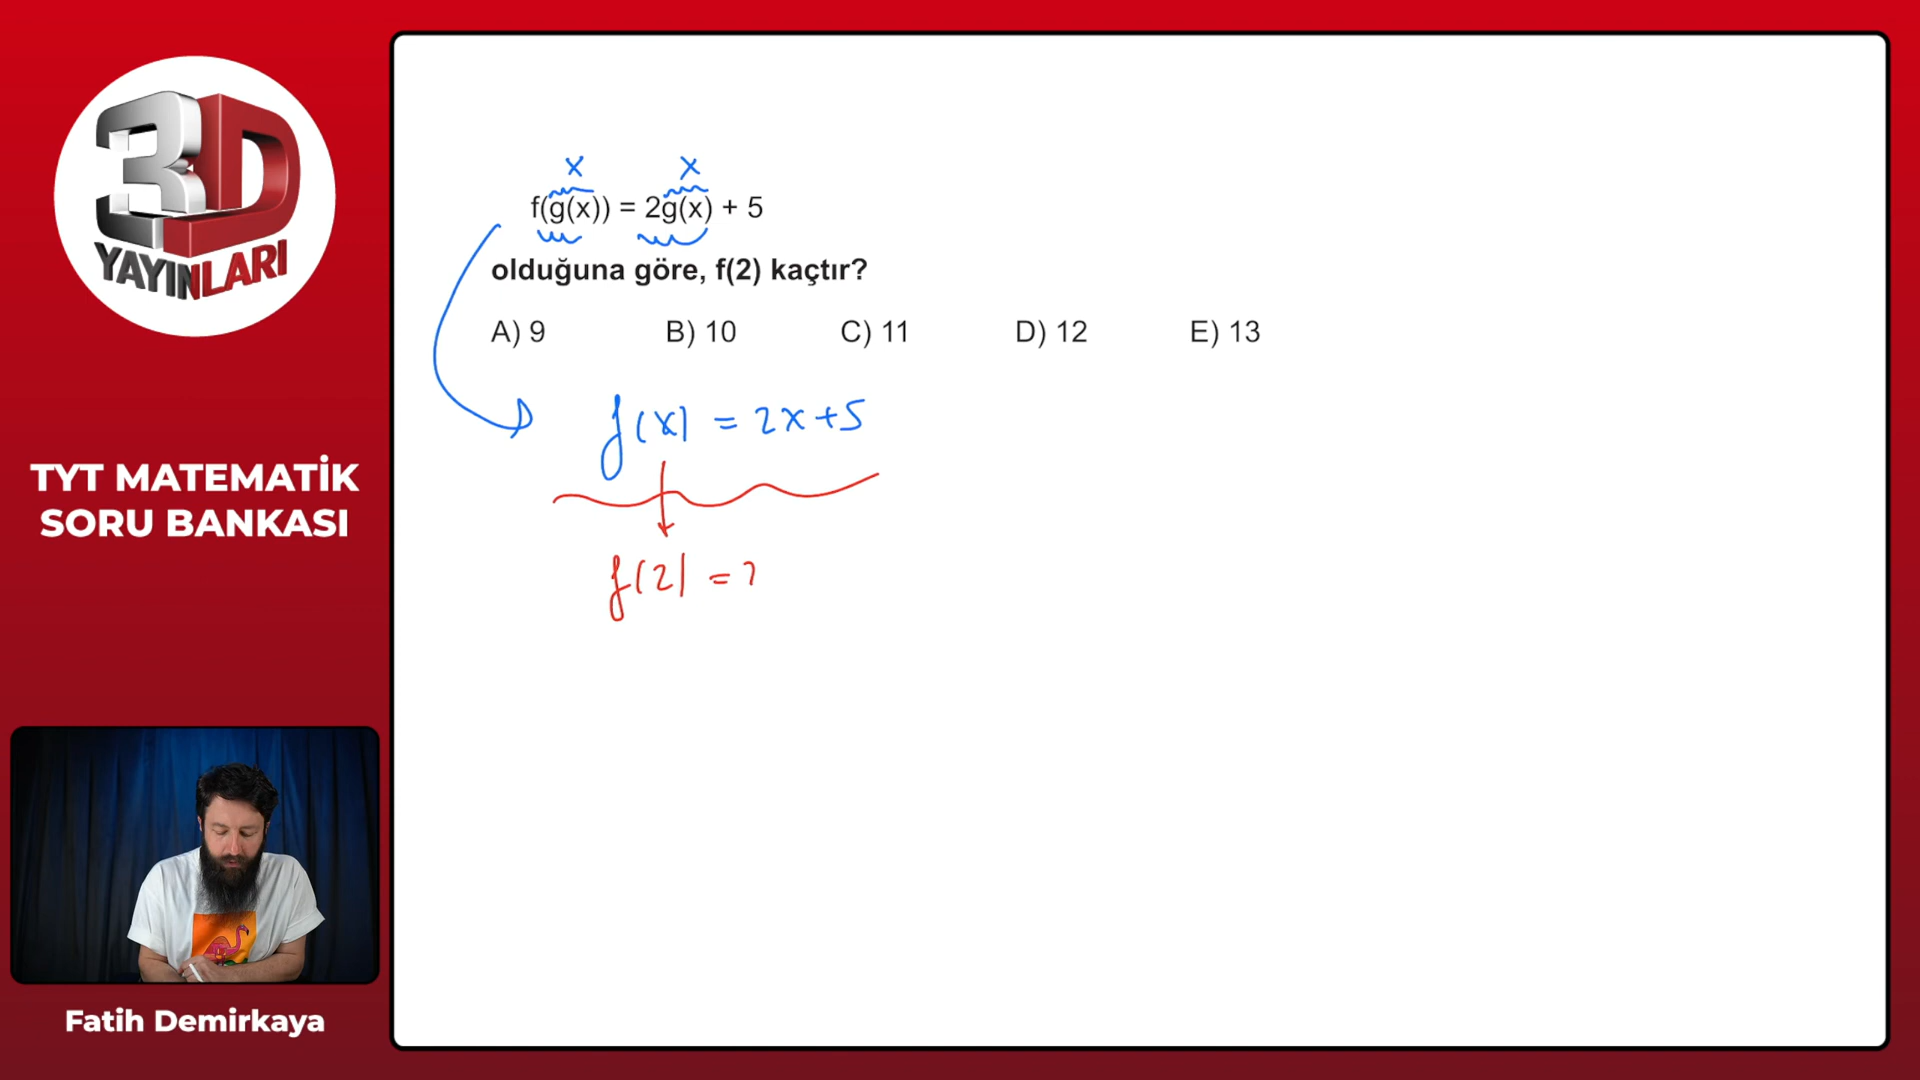 3D
YAYINLARI
TYT MATEMATİK
SORU BANKASI
Fatih Demirkaya
x x
f(g(x)) = 2g(x) + 5
olduğuna göre, f(2) kaçtır?
A) 9 B) 10 C) 11 D) 12 E) 13
f(x) = 2x+5
f(2) = ?